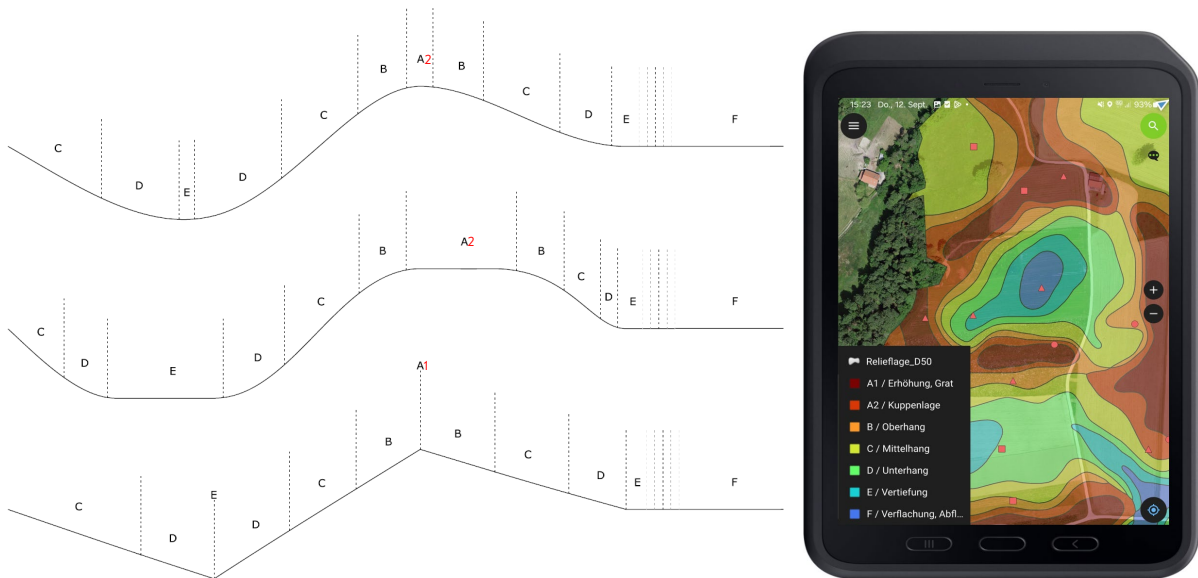 A2
B
B
C
C
D
E
F
C
D
E
D
B
A2
B
C
C
D
E
F
C
D
E
D
A1
B
B
C
C
D
E
F
C
D
E
D
15:23 Do., 12. Sept.
93%
Relieflage_D50
A1 / Erhöhung, Grat
A2 / Kuppenlage
B / Oberhang
C / Mittelhang
D / Unterhang
E / Vertiefung
F / Verflachung, Abfl...